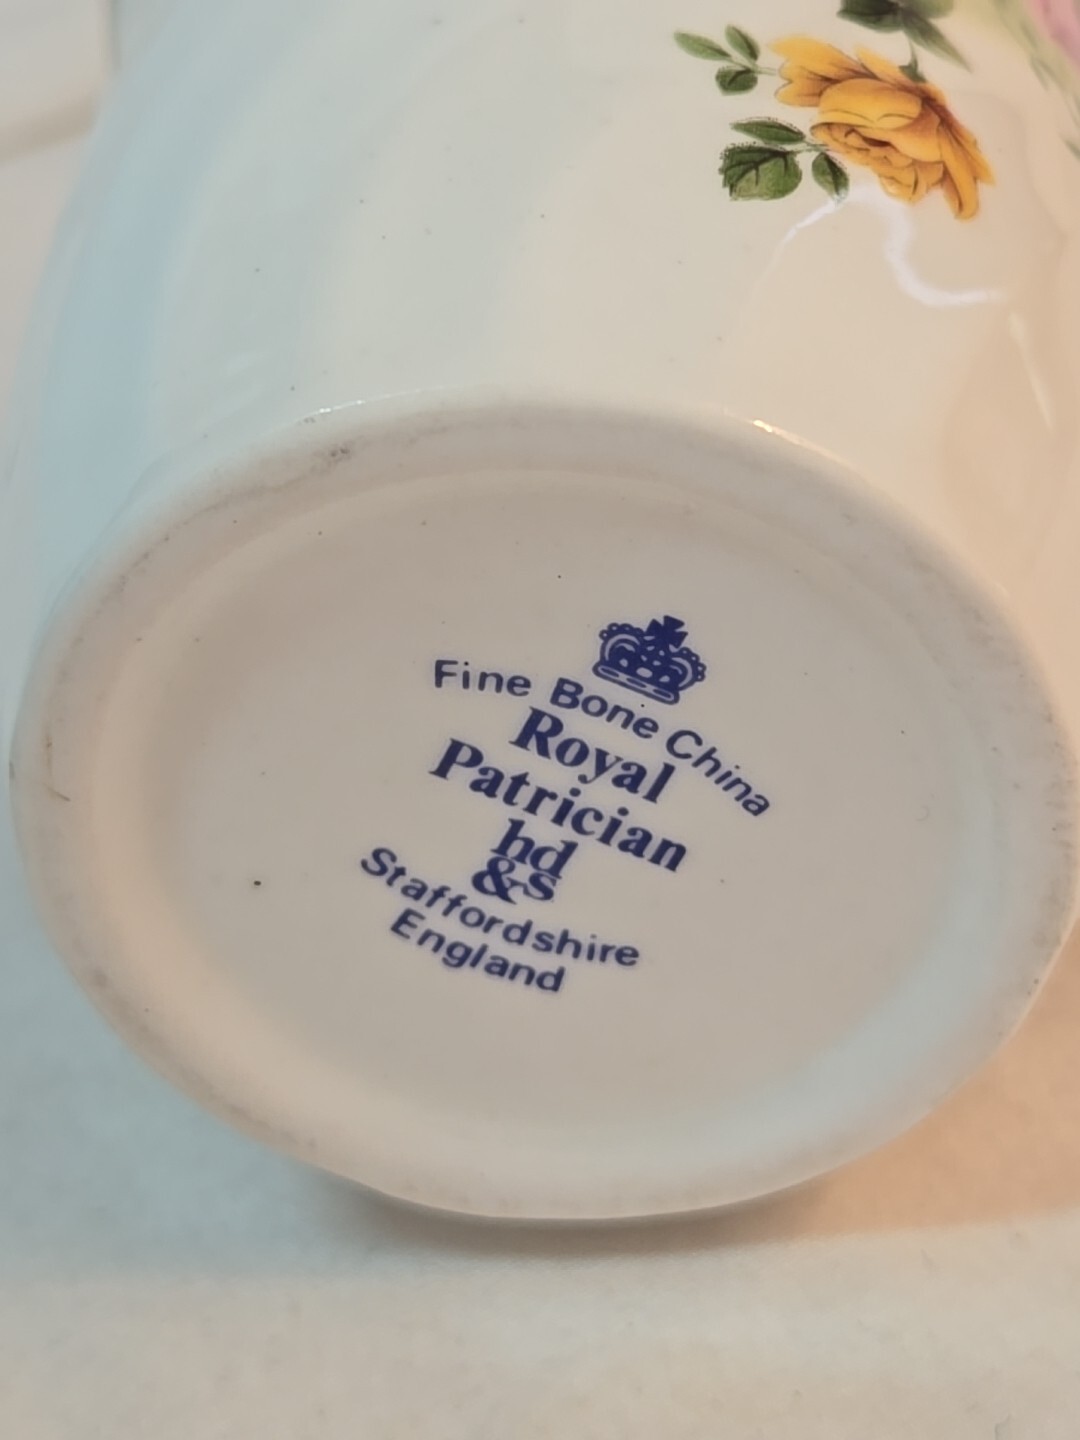 Fine Bone China
Royal
Patrician
hd
&s
Staffordshire
England